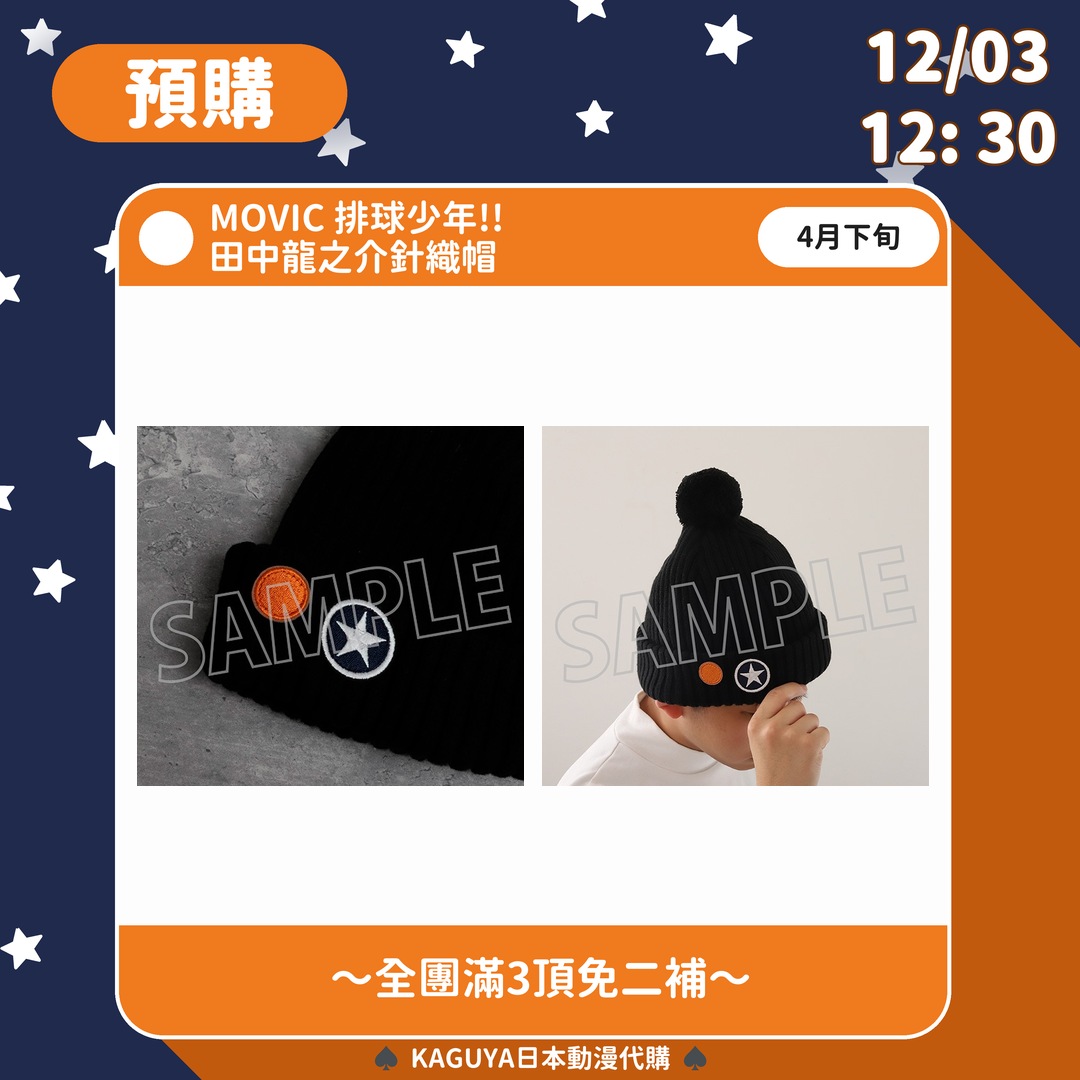 預購
12/03
12: 30
MOVIC 排球少年!!
田中龍之介針織帽
4月下旬
SAMPLE
SAMPLE
～全團滿3頂免二補～
♠ KAGUYA日本動漫代購 ♠